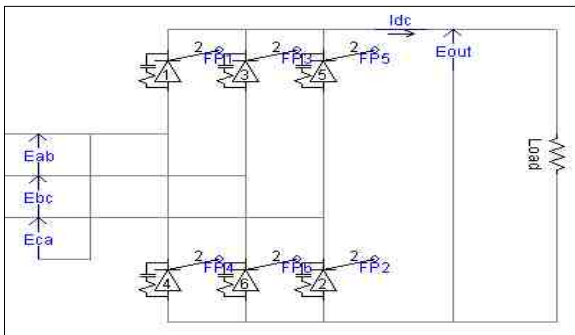 Idc
2 2 2
FP1 FP3 FP5
Eout
1 3 5
Load
Eab
Ebc
Eca
2 2 2
FP4 FP6 FP2
4 6 2